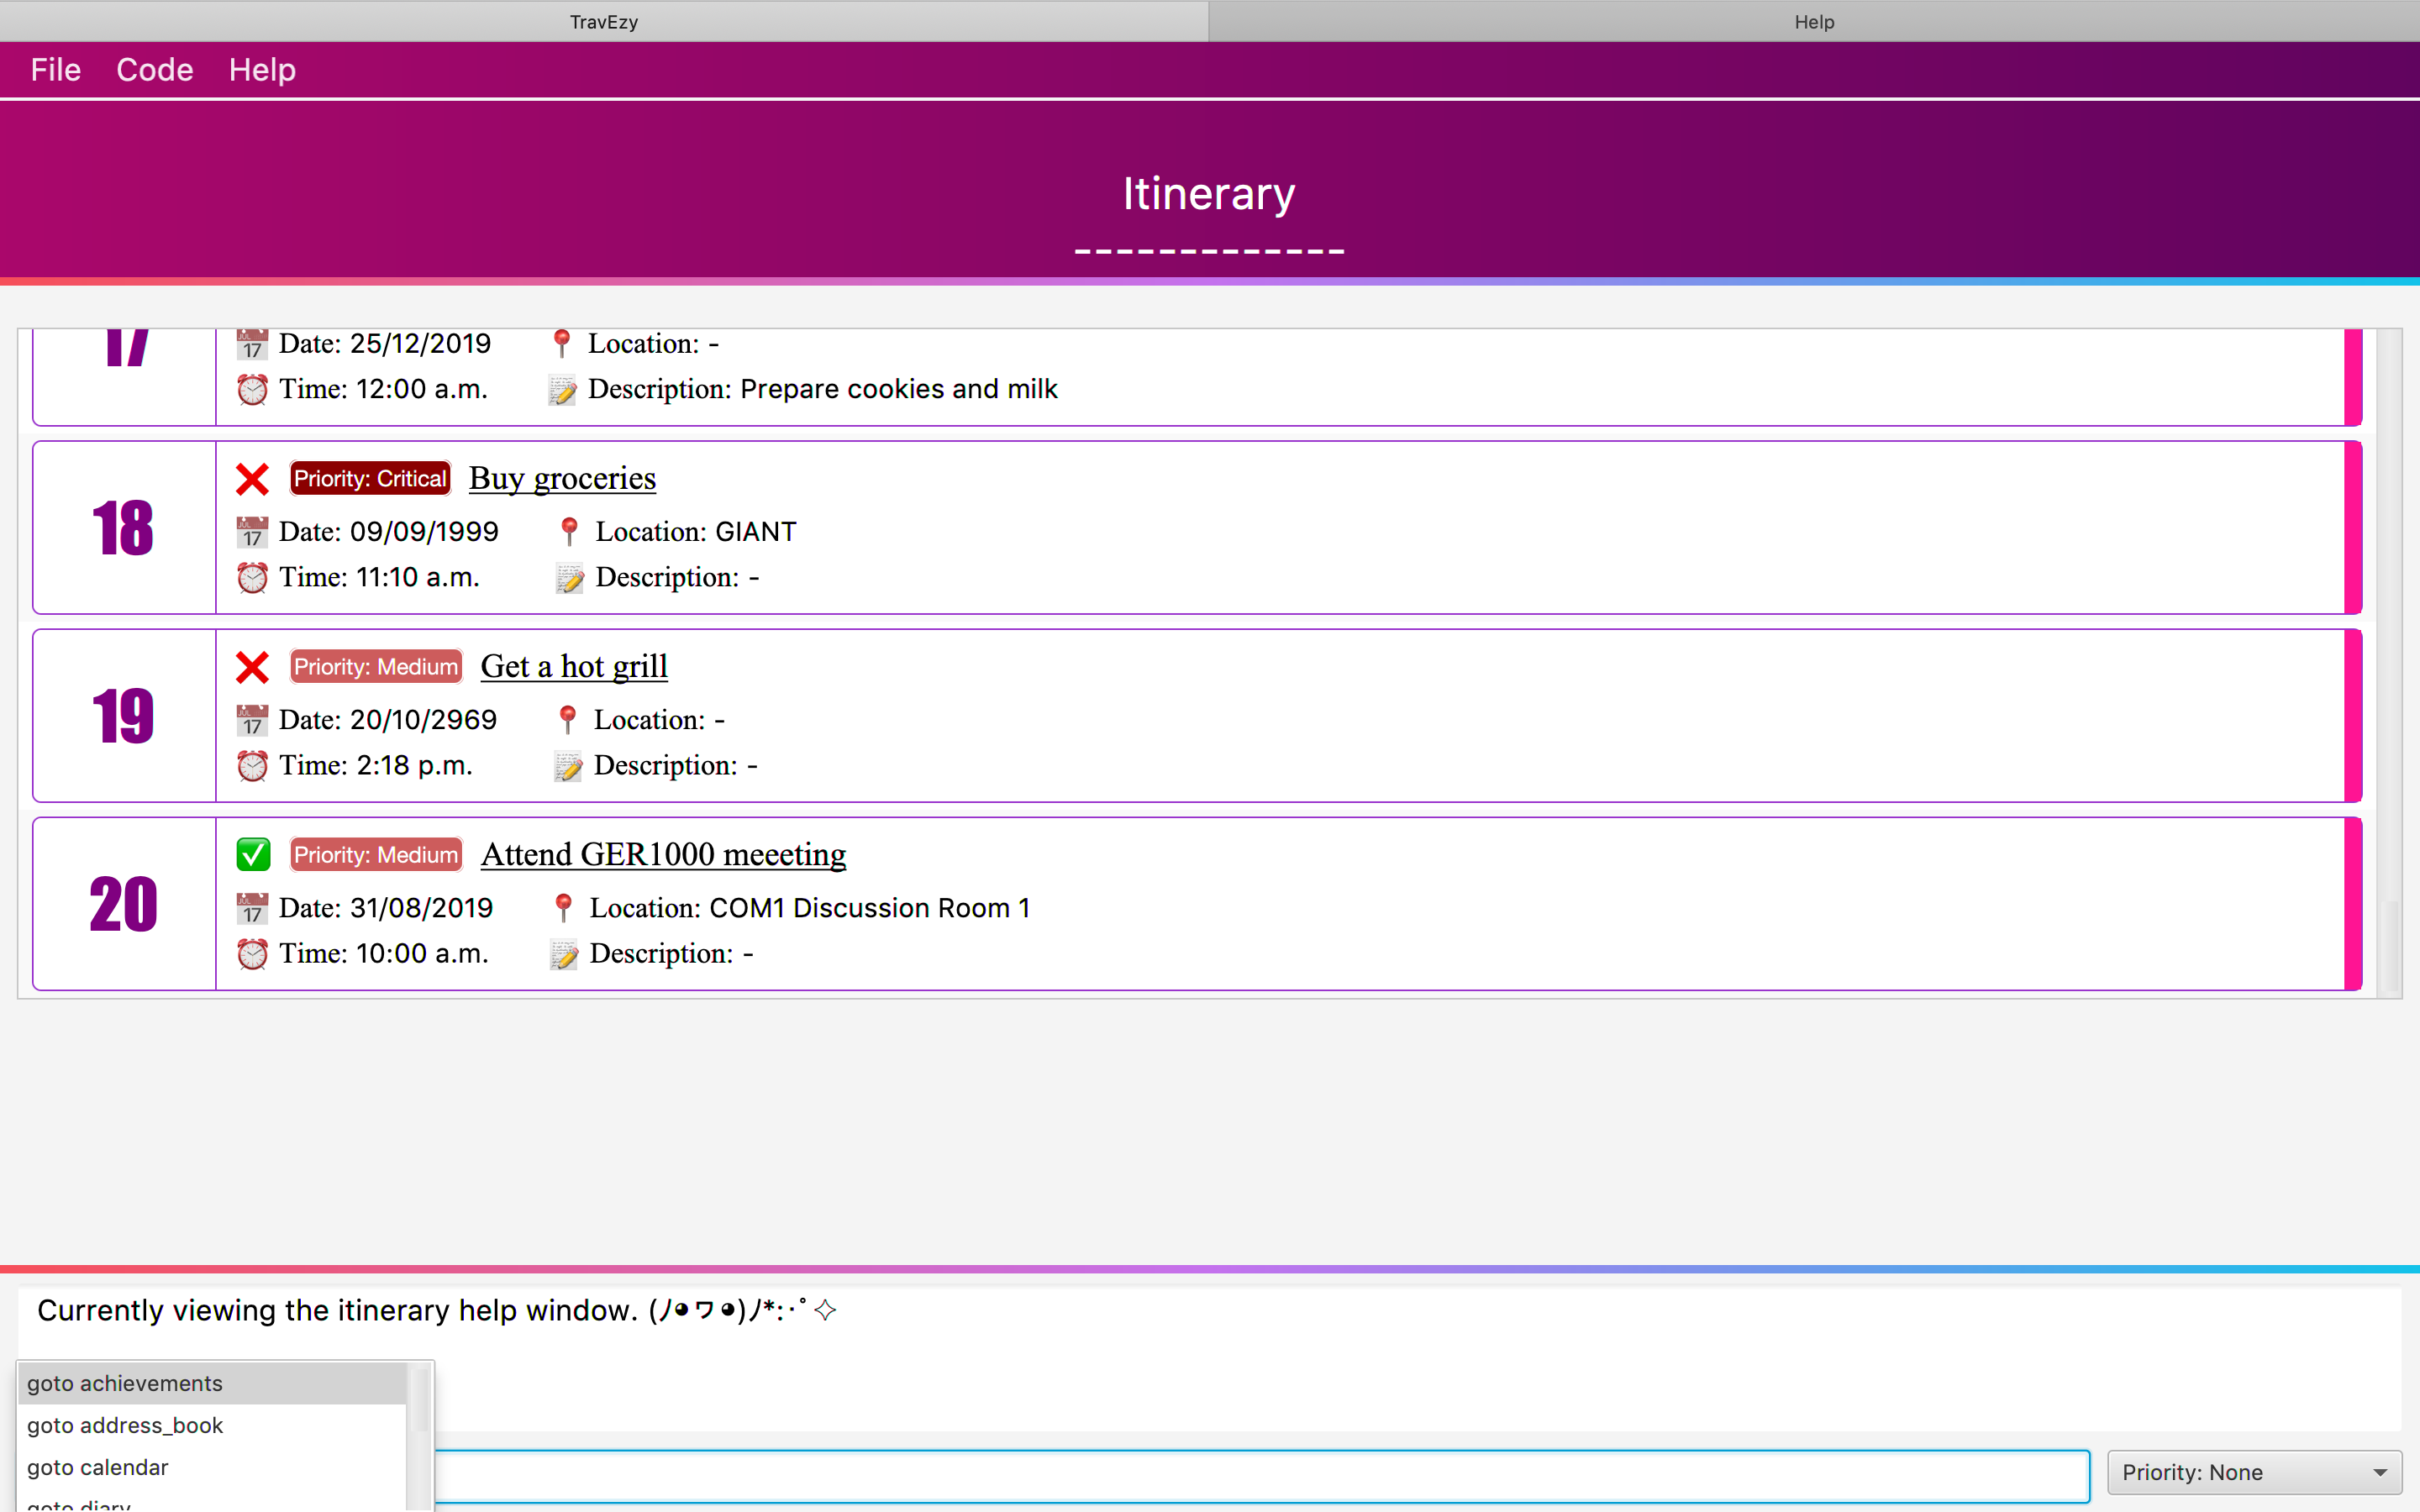 TravEzy Help
File Code Help
Itinerary
-------------
17 Date: 25/12/2019 Location: -
Time: 12:00 a.m. Description: Prepare cookies and milk
Priority: Critical Buy groceries
18 Date: 09/09/1999 Location: GIANT
Time: 11:10 a.m. Description: -
Priority: Medium Get a hot grill
19 Date: 20/10/2969 Location: -
Time: 2:18 p.m. Description: -
Priority: Medium Attend GER1000 meeeting
20 Date: 31/08/2019 Location: COM1 Discussion Room 1
Time: 10:00 a.m. Description: -
Currently viewing the itinerary help window. (ﾉ◕ヮ◕)ﾉ*:･ﾟ✧
goto achievements
goto address_book
goto calendar
goto diary
Priority: None